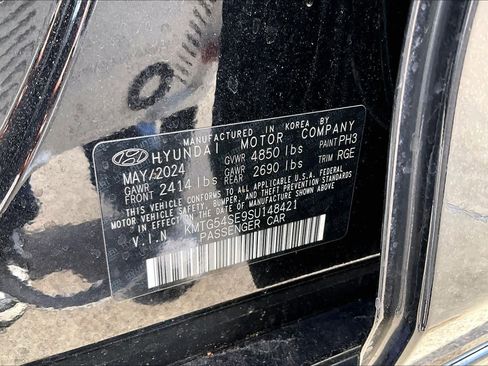 MANUFACTURED IN KOREA BY
HYUNDAI MOTOR COMPANY
MAY/2024 GVWR 4850 lbs PAINT PH3
GAWR FRONT 2414 lbs GAWR REAR 2690 lbs TRIM RGE
THIS VEHICLE CONFORMS TO ALL APPLICABLE U.S.A. FEDERAL
MOTOR VEHICLE SAFETY, BUMPER, AND THEFT PREVENTION STANDARDS
IN EFFECT ON THE DATE OF MANUFACTURE SHOWN ABOVE.
V.I.N KMTG54SE9SU148421
PASSENGER CAR